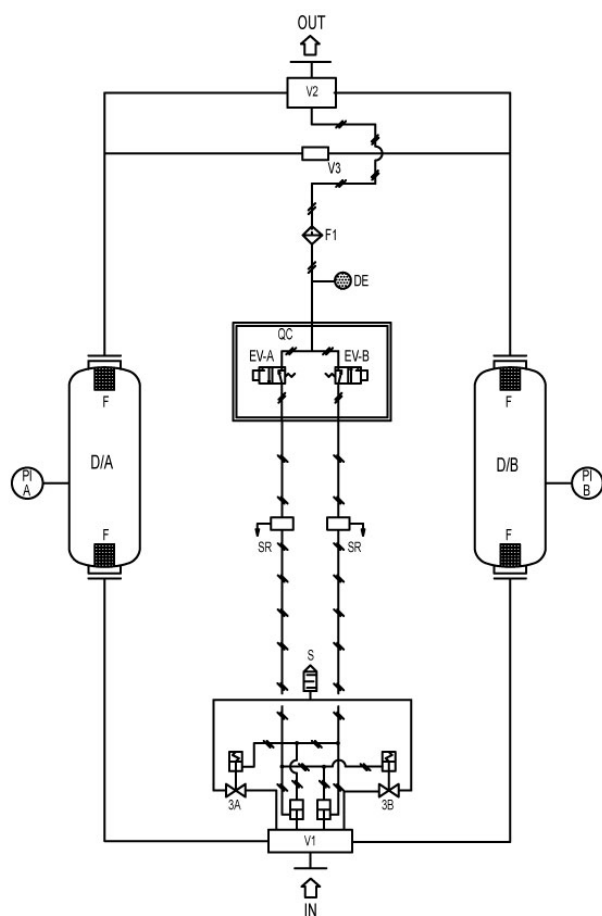 OUT
V2
V3
F1
DE
QC
EV-A
EV-B
F
F
D/A
D/B
PI
A
PI
B
F
F
SR
SR
S
3A
3B
V1
IN